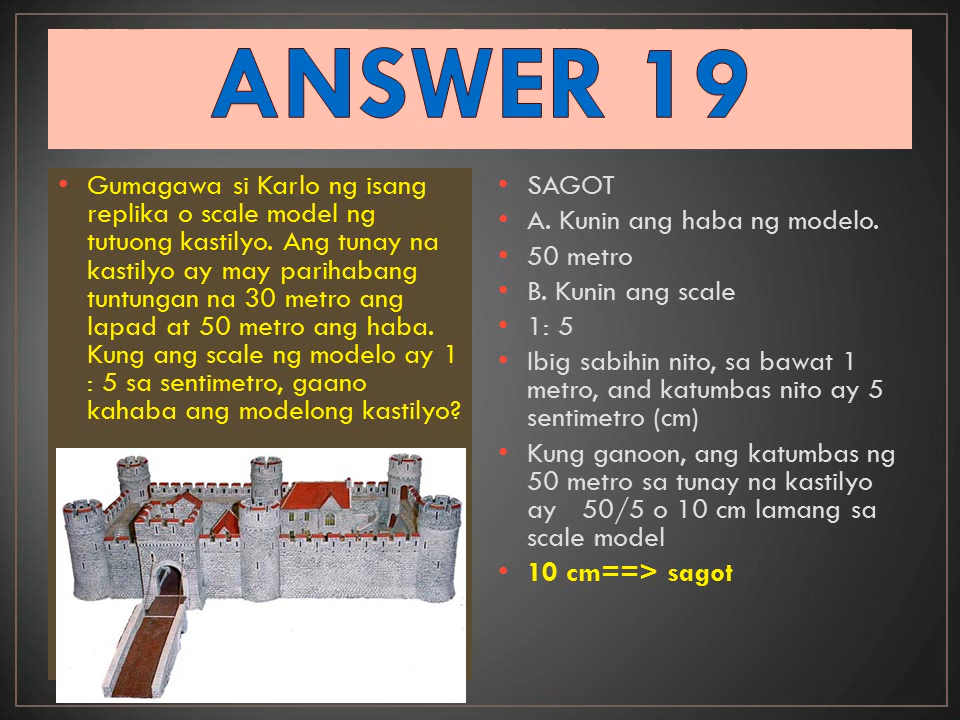 ANSWER 19
• Gumagawa si Karlo ng isang
replika o scale model ng
tutuong kastilyo. Ang tunay na
kastilyo ay may parihabang
tuntungan na 30 metro ang
lapad at 50 metro ang haba.
Kung ang scale ng modelo ay 1
: 5 sa sentimetro, gaano
kahaba ang modelong kastilyo?
• SAGOT
• A. Kunin ang haba ng modelo.
• 50 metro
• B. Kunin ang scale
• 1: 5
• Ibig sabihin nito, sa bawat 1
metro, and katumbas nito ay 5
sentimetro (cm)
• Kung ganoon, ang katumbas ng
50 metro sa tunay na kastilyo
ay 50/5 o 10 cm lamang sa
scale model
• 10 cm==> sagot